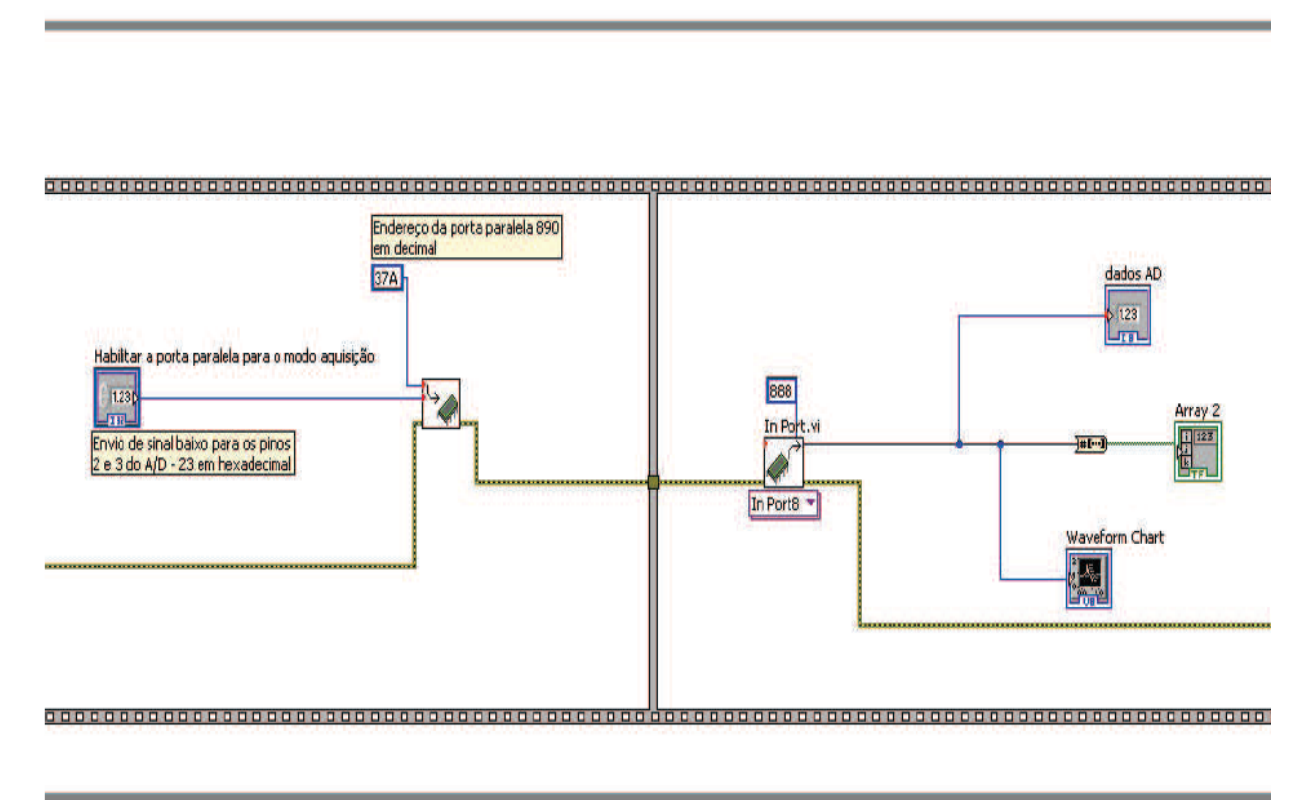 Endereço da porta paralela 890
em decimal
37A
Habilitar a porta paralela para o modo aquisição
1.23
Envio de sinal baixo para os pinos
2 e 3 do A/D - 23 em hexadecimal
dados AD
1.23
888
In Port.vi
In Port8
Array 2
123
TF
Waveform Chart